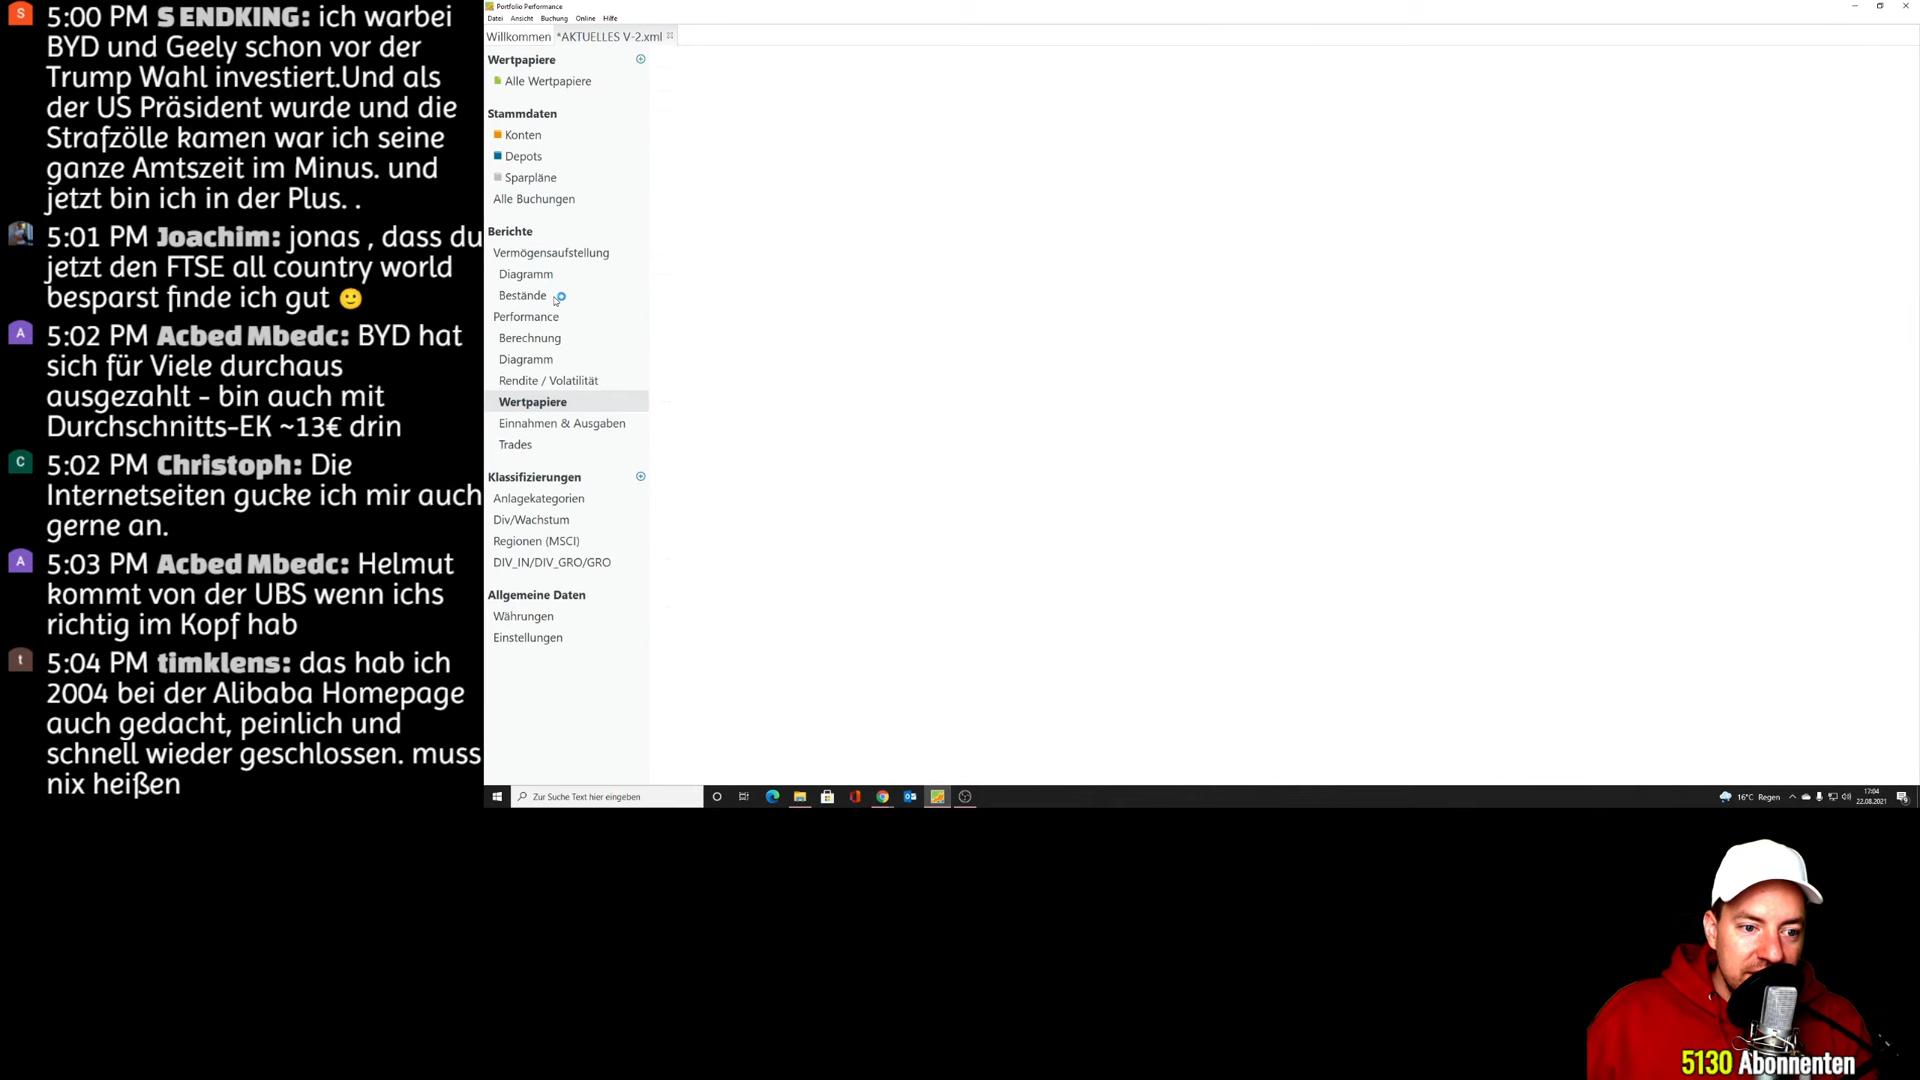 S 5:00 PM S ENDKING: ich warbei
BYD und Geely schon vor der
Trump Wahl investiert.Und als
der US Präsident wurde und die
Strafzölle kamen war ich seine
ganze Amtszeit im Minus. und
jetzt bin ich in der Plus. .
5:01 PM Joachim: jonas , dass du
jetzt den FTSE all country world
besparst finde ich gut 🙂
A 5:02 PM Acbed Mbedc: BYD hat
sich für Viele durchaus
ausgezahlt - bin auch mit
Durchschnitts-EK ~13€ drin
C 5:02 PM Christoph: Die
Internetseiten gucke ich mir auch
gerne an.
A 5:03 PM Acbed Mbedc: Helmut
kommt von der UBS wenn ichs
richtig im Kopf hab
t 5:04 PM timklens: das hab ich
2004 bei der Alibaba Homepage
auch gedacht, peinlich und
schnell wieder geschlossen. muss
nix heißen
Portfolio Performance
Datei Ansicht Buchung Online Hilfe
Willkommen *AKTUELLES V-2.xml
Wertpapiere
Alle Wertpapiere
Stammdaten
Konten
Depots
Sparpläne
Alle Buchungen
Berichte
Vermögensaufstellung
Diagramm
Bestände
Performance
Berechnung
Diagramm
Rendite / Volatilität
Wertpapiere
Einnahmen & Ausgaben
Trades
Klassifizierungen
Anlagekategorien
Div/Wachstum
Regionen (MSCI)
DIV_IN/DIV_GRO/GRO
Allgemeine Daten
Währungen
Einstellungen
Zur Suche Text hier eingeben
16°C Regen
17:04
22.08.2021
5130 Abonnenten